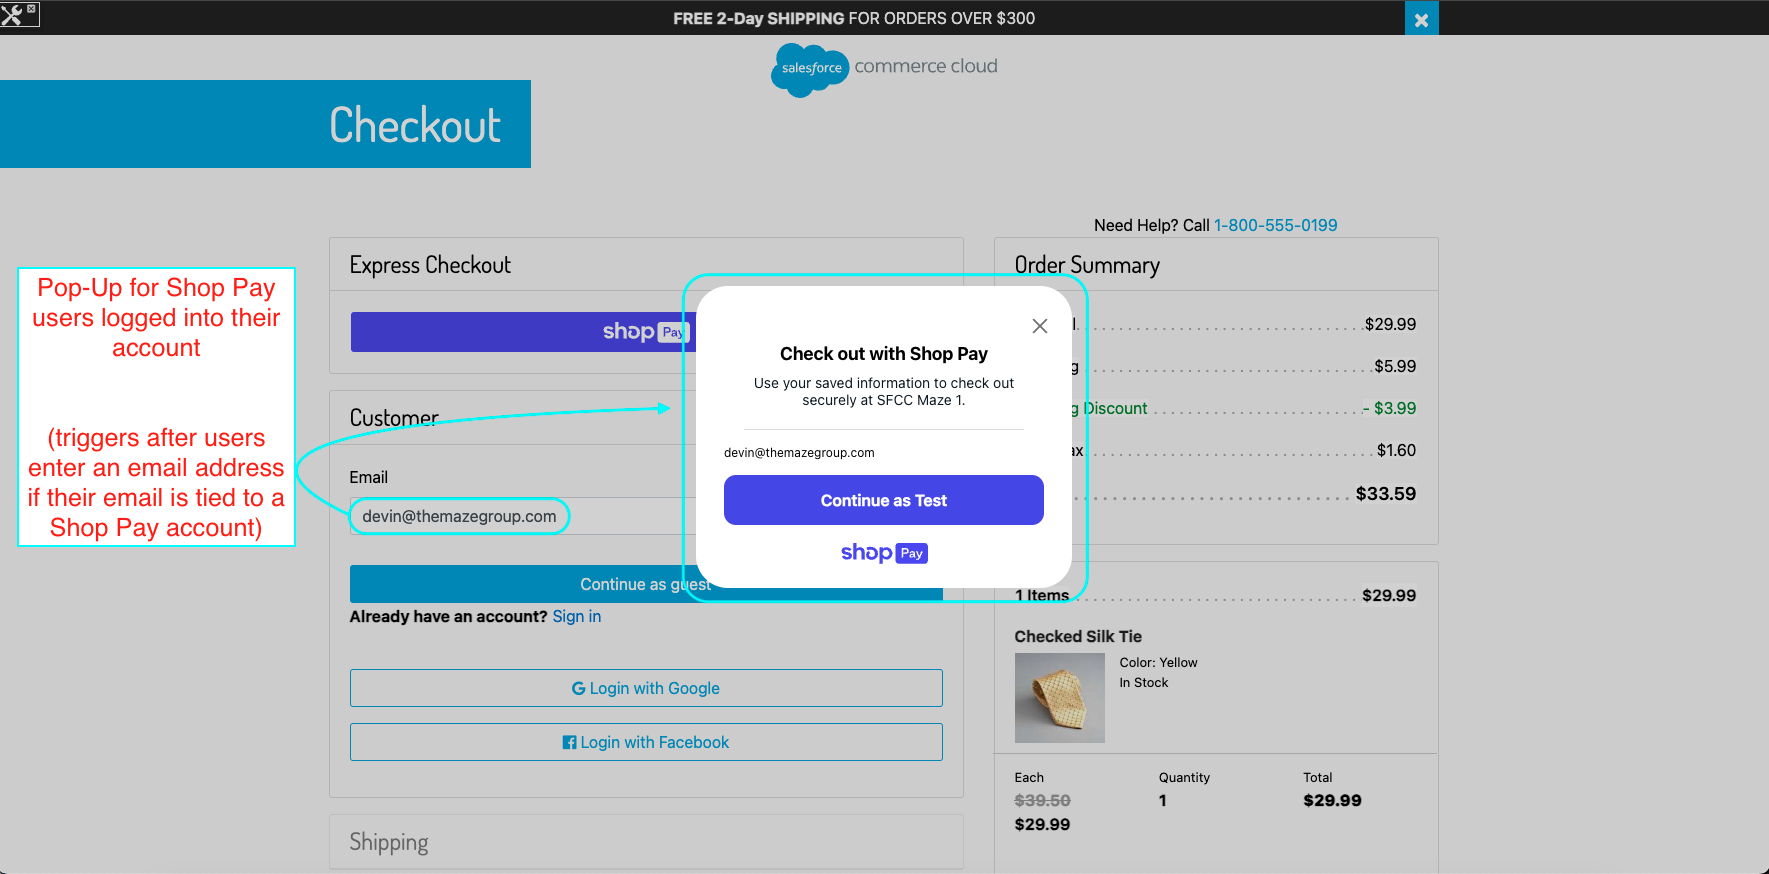 FREE 2-Day SHIPPING FOR ORDERS OVER $300
salesforce commerce cloud
Checkout
Need Help? Call 1-800-555-0199
Pop-Up for Shop Pay
users logged into their
account
(triggers after users
enter an email address
if their email is tied to a
Shop Pay account)
Express Checkout
shop Pay
Customer
Email
devin@themazegroup.com
Continue as guest
Already have an account? Sign in
Login with Google
Login with Facebook
Shipping
Check out with Shop Pay
Use your saved information to check out
securely at SFCC Maze 1.
devin@themazegroup.com
Continue as Test
shop Pay
Order Summary
$29.99
$5.99
Discount - $3.99
$1.60
$33.59
1 Items $29.99
Checked Silk Tie
Color: Yellow
In Stock
Each Quantity Total
$39.50 1 $29.99
$29.99